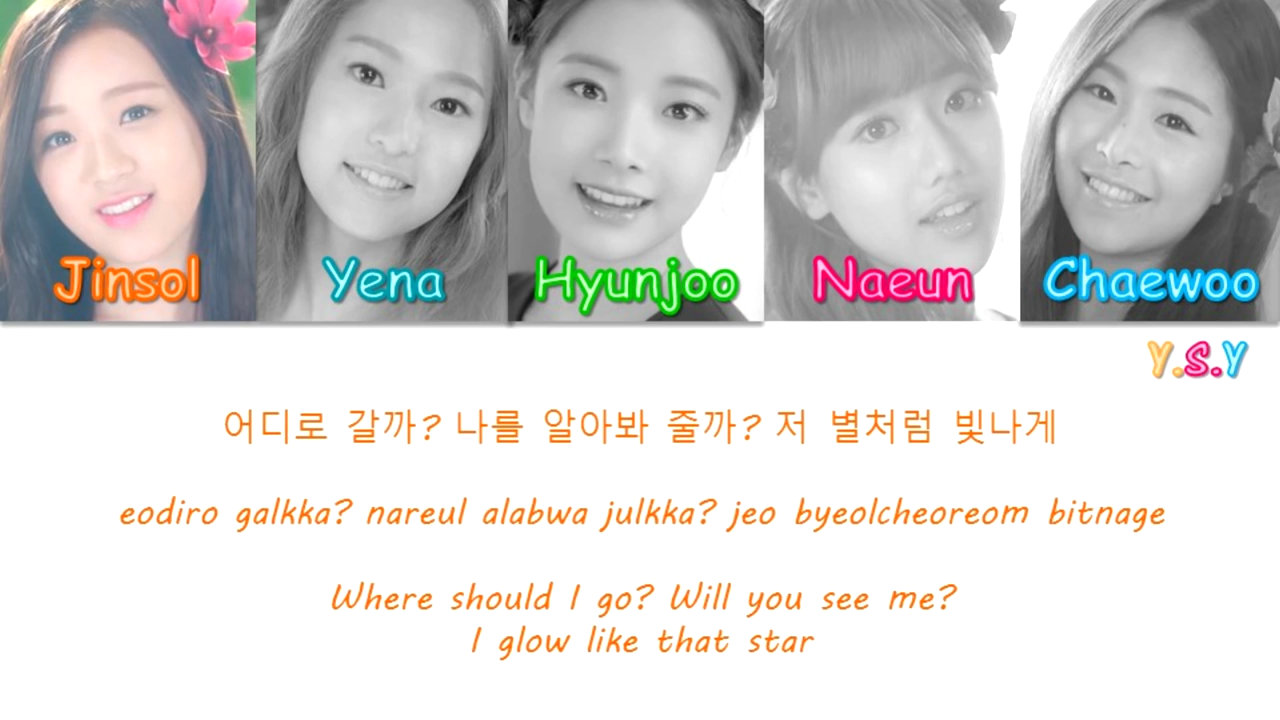 Jinsol Yena Hyunjoo Naeun Chaewoo
Y.S.Y
어디로 갈까? 나를 알아봐 줄까? 저 별처럼 빛나게
eodiro galkka? nareul alabwa julkka? jeo byeolcheoreom bitnage
Where should I go? Will you see me?
I glow like that star